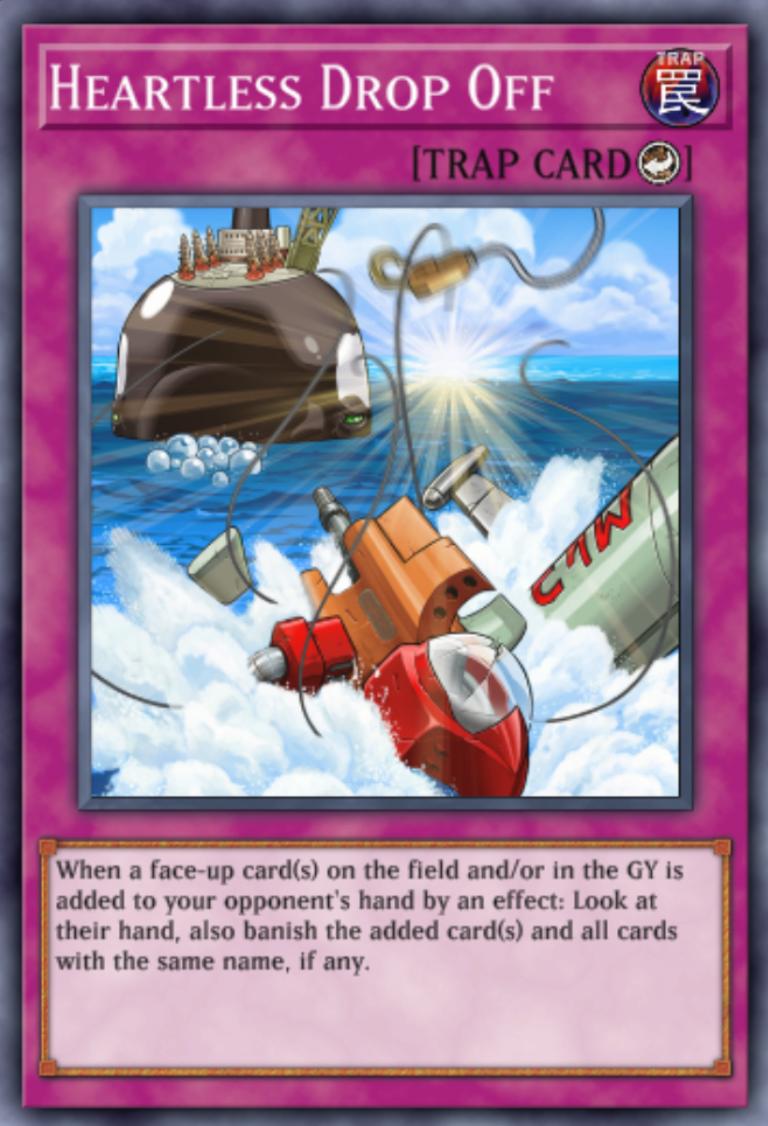 HEARTLESS DROP OFF
TRAP
罠
[TRAP CARD]
When a face-up card(s) on the field and/or in the GY is
added to your opponent's hand by an effect: Look at
their hand, also banish the added card(s) and all cards
with the same name, if any.